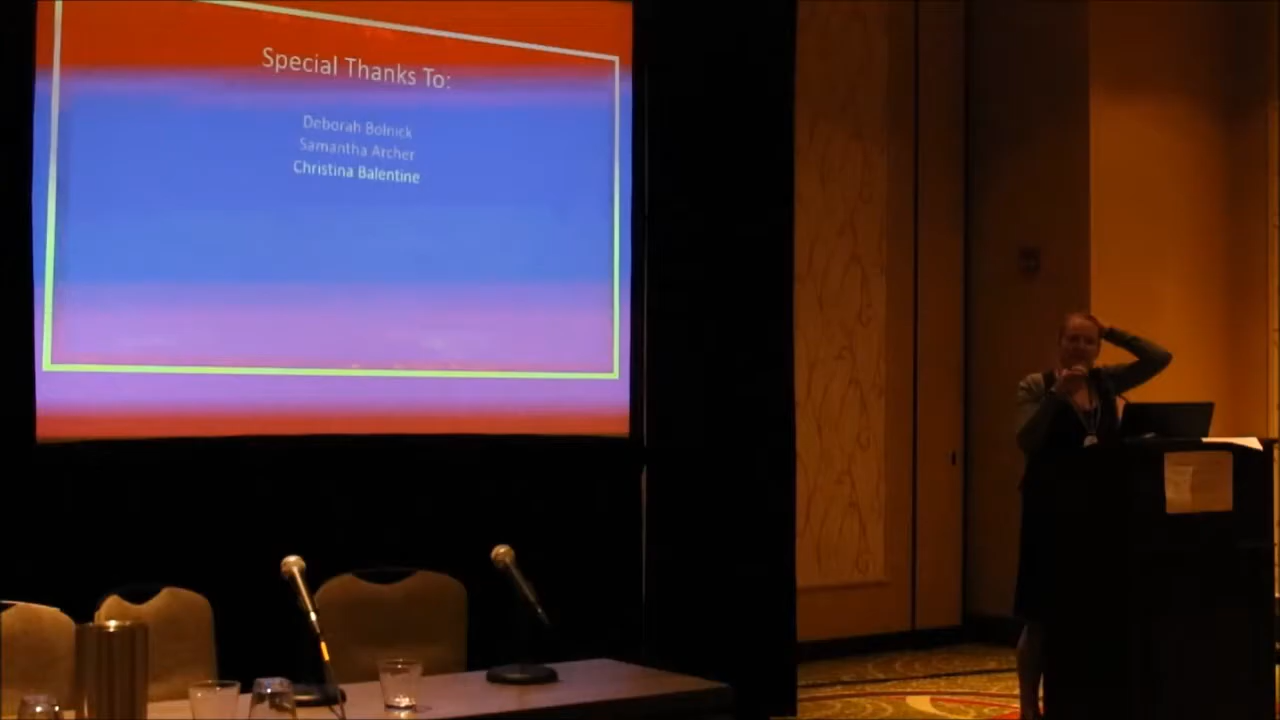 Special Thanks To:
Deborah Bolnick
Samantha Archer
Christina Balentine